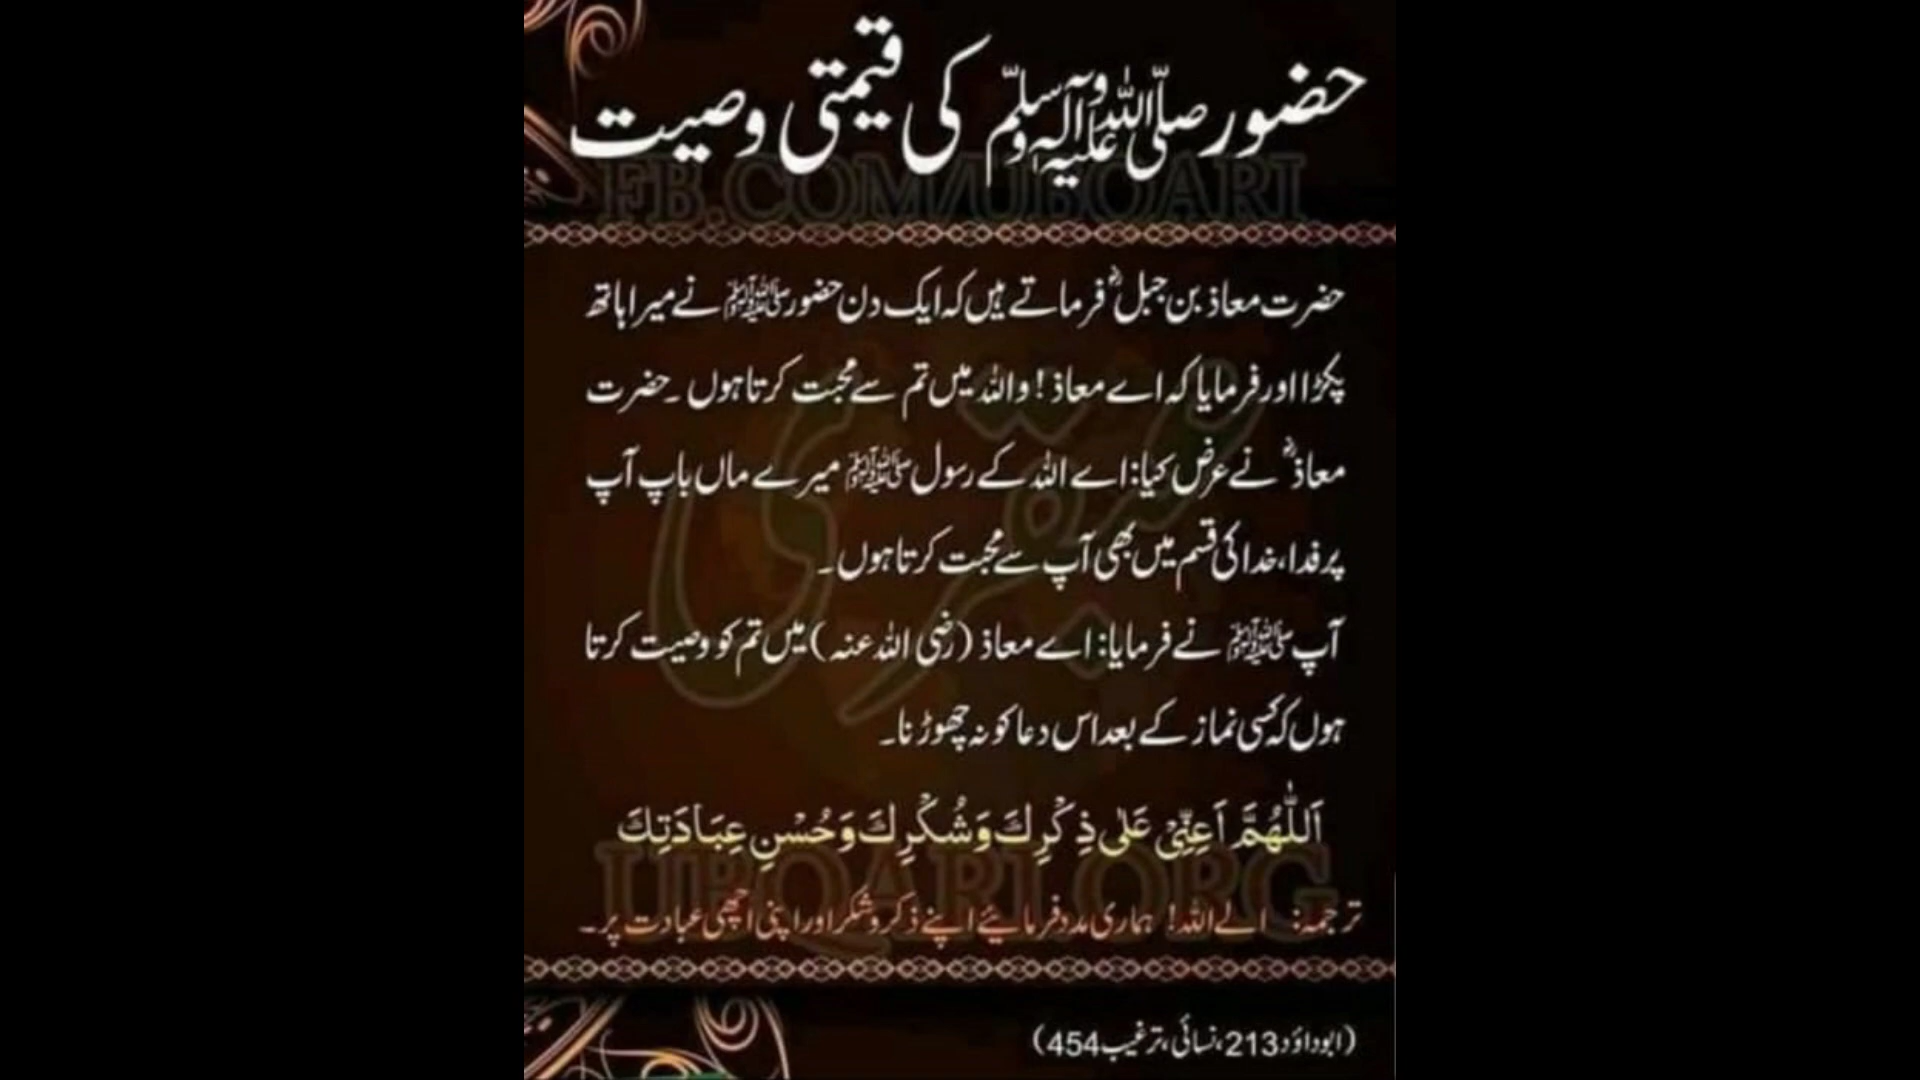 حضور صلی اللہ علیہ وآلہ وسلم کی قیمتی وصیت
FB.COM/UBQARI
حضرت معاذ بن جبلؓ فرماتے ہیں کہ ایک دن حضور ﷺ نے میرا ہاتھ
پکڑا اور فرمایا کہ اے معاذ! واللہ میں تم سے محبت کرتا ہوں۔ حضرت
معاذؓ نے عرض کیا: اے اللہ کے رسول ﷺ میرے ماں باپ آپ
پر فدا، خدا کی قسم میں بھی آپ سے محبت کرتا ہوں۔
آپ ﷺ نے فرمایا: اے معاذ (رضی اللہ عنہ) میں تم کو وصیت کرتا
ہوں کہ کسی نماز کے بعد اس دعا کو نہ چھوڑنا۔
عبقری
اَللّٰهُمَّ اَعِنِّیْ عَلٰی ذِكْرِكَ وَشُكْرِكَ وَحُسْنِ عِبَادَتِكَ
UBQARI.ORG
ترجمہ: اے اللہ! ہماری مدد فرمائیے اپنے ذکر وشکر اور اپنی اچھی عبادت پر۔
(ابوداؤد 213، نسائی، ترغیب 454)